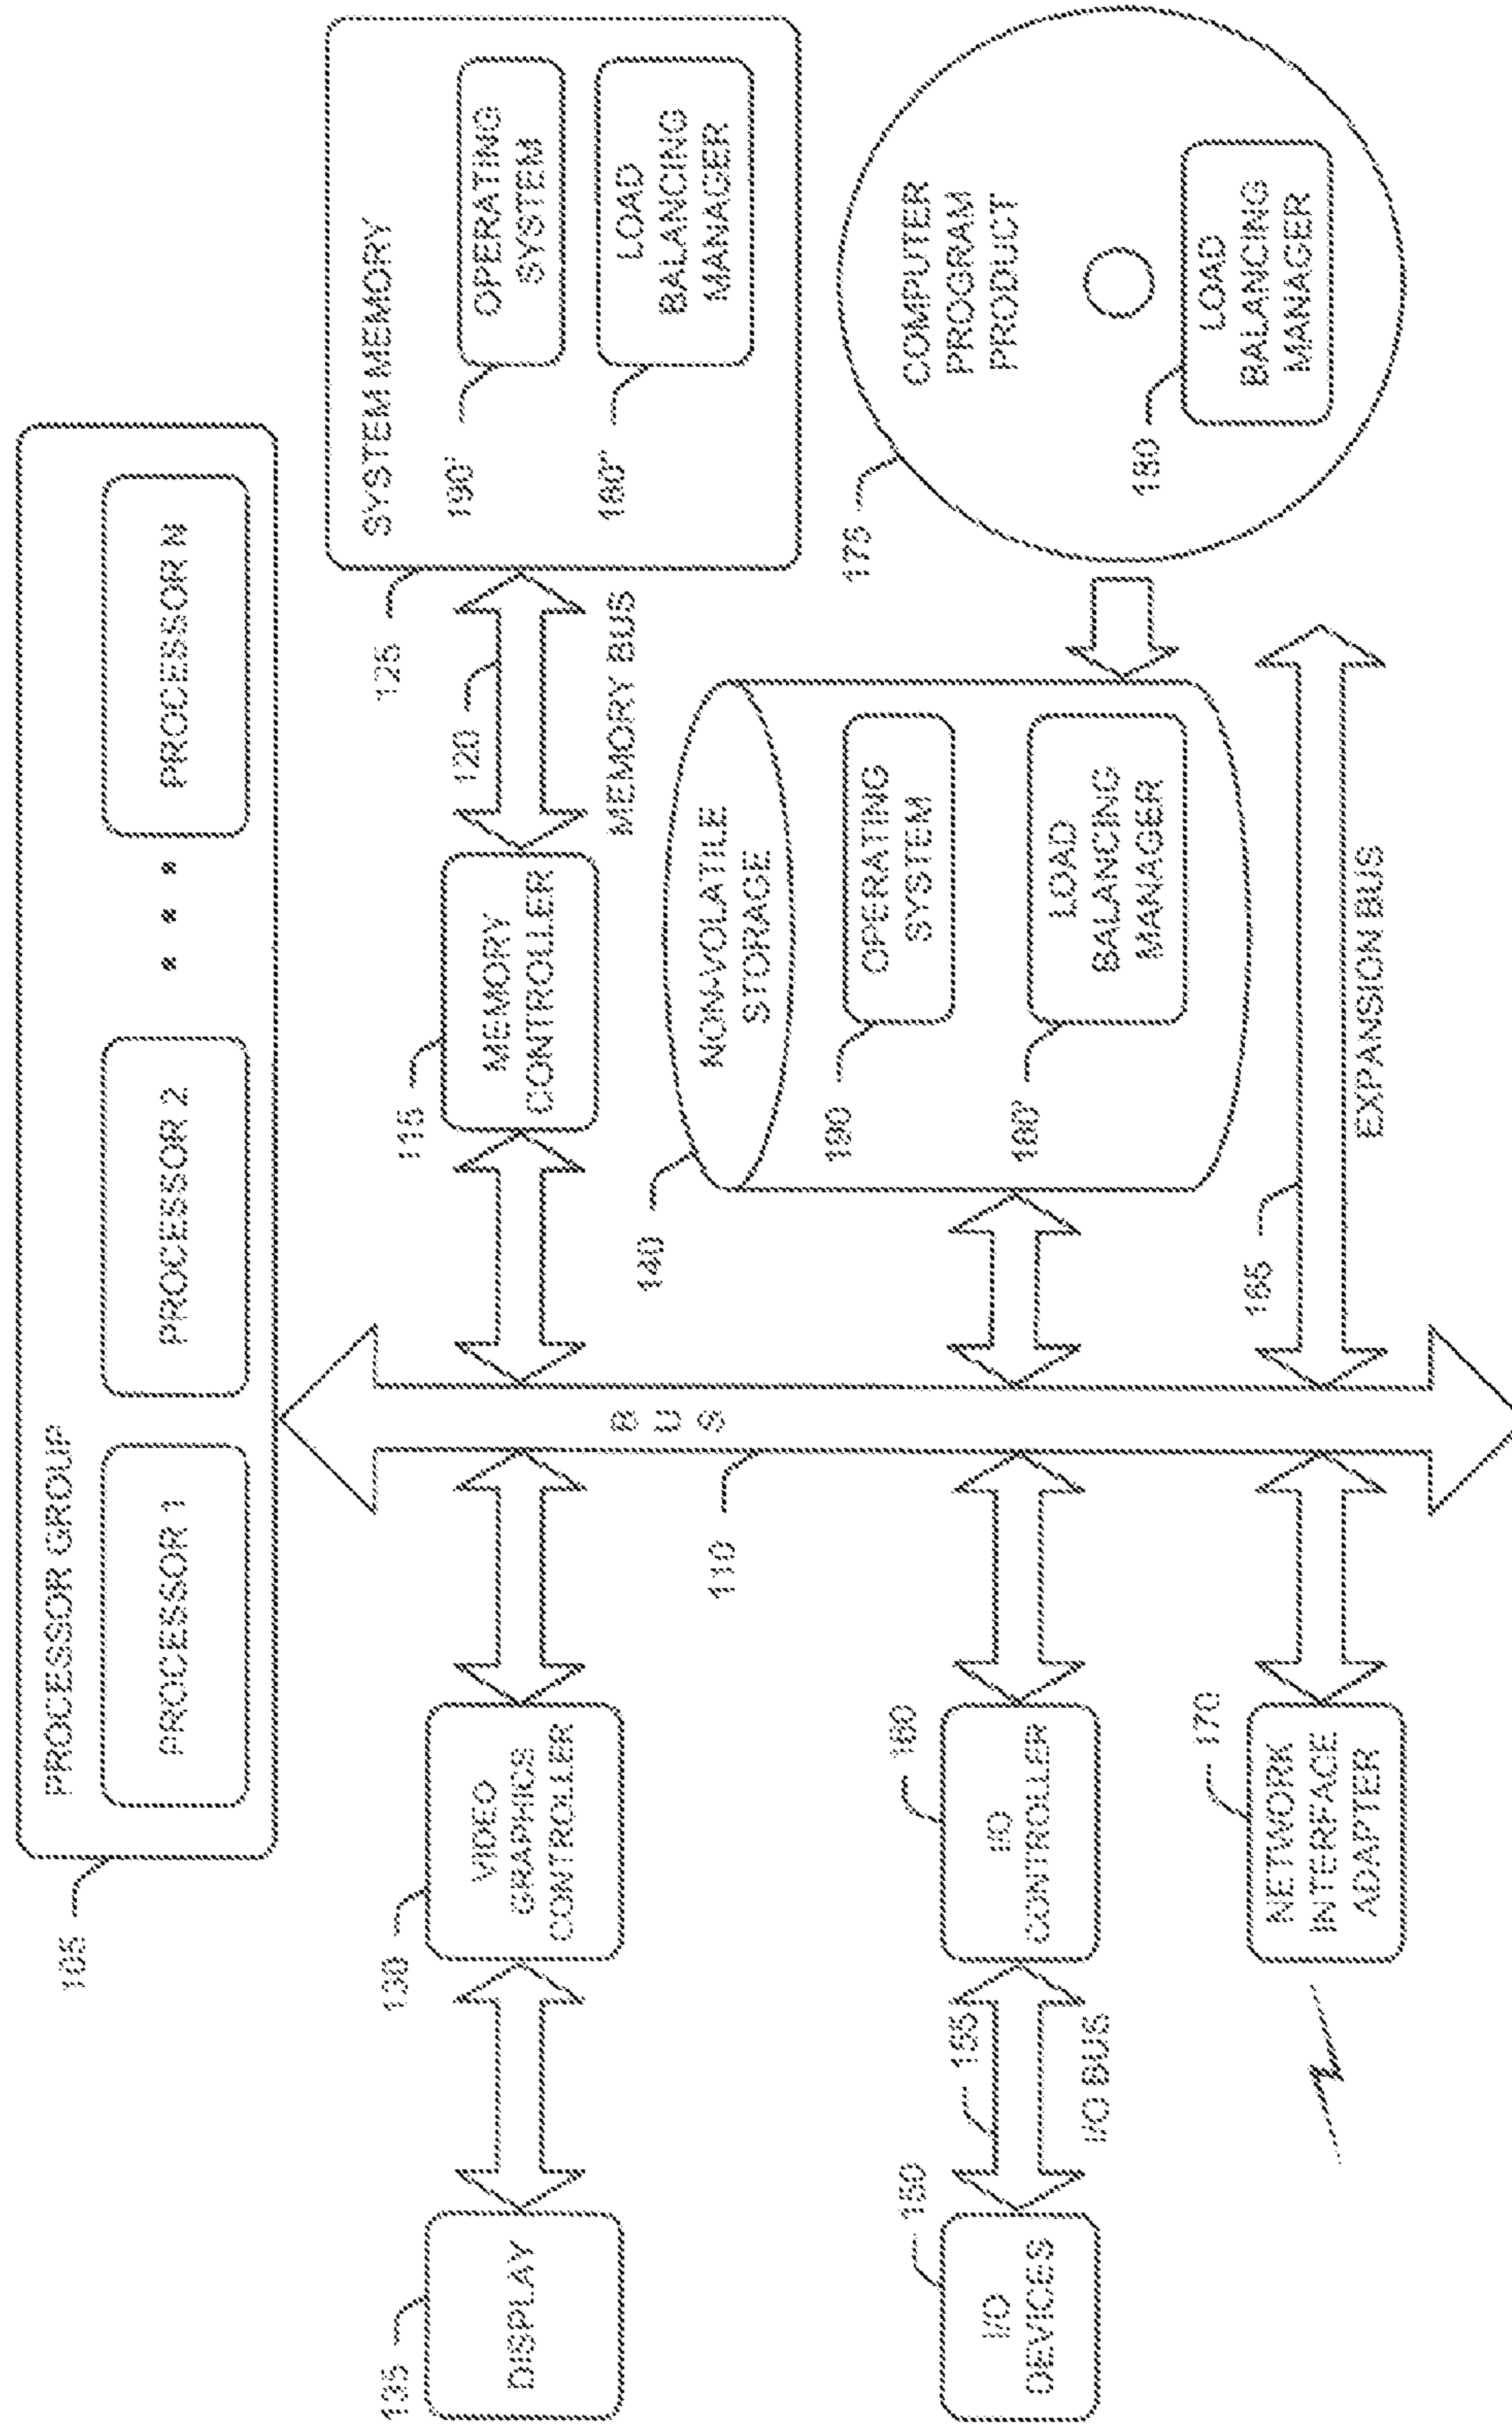 PROCESSOR GROUP
105
PROCESSOR 1
PROCESSOR 2
PROCESSOR N
135
DISPLAY
130
VIDEO
GRAPHICS
CONTROLLER
115
MEMORY
CONTROLLER
120
MEMORY BUS
125
SYSTEM MEMORY
190'
OPERATING
SYSTEM
180''
LOAD
BALANCING
MANAGER
B
U
S
110
140
NON-VOLATILE
STORAGE
190
OPERATING
SYSTEM
180'
LOAD
BALANCING
MANAGER
175
COMPUTER
PROGRAM
PRODUCT
180
LOAD
BALANCING
MANAGER
150
I/O
DEVICES
155
I/O BUS
160
I/O
CONTROLLER
165
EXPANSION BUS
170
NETWORK
INTERFACE
ADAPTER